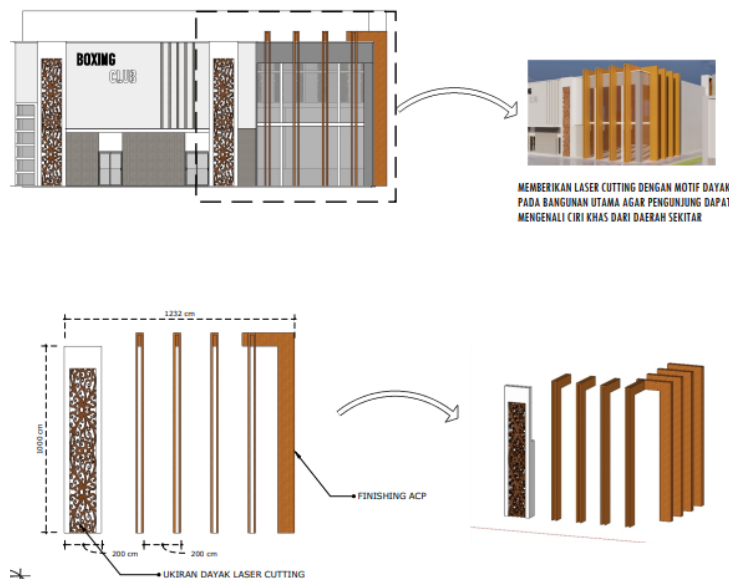 BOXING
CLUB
MEMBERIKAN LASER CUTTING DENGAN MOTIF DAYAK
PADA BANGUNAN UTAMA AGAR PENGUNJUNG DAPAT
MENGENALI CIRI KHAS DARI DAERAH SEKITAR
1232 cm
1000 cm
FINISHING ACP
200 cm
200 cm
UKIRAN DAYAK LASER CUTTING